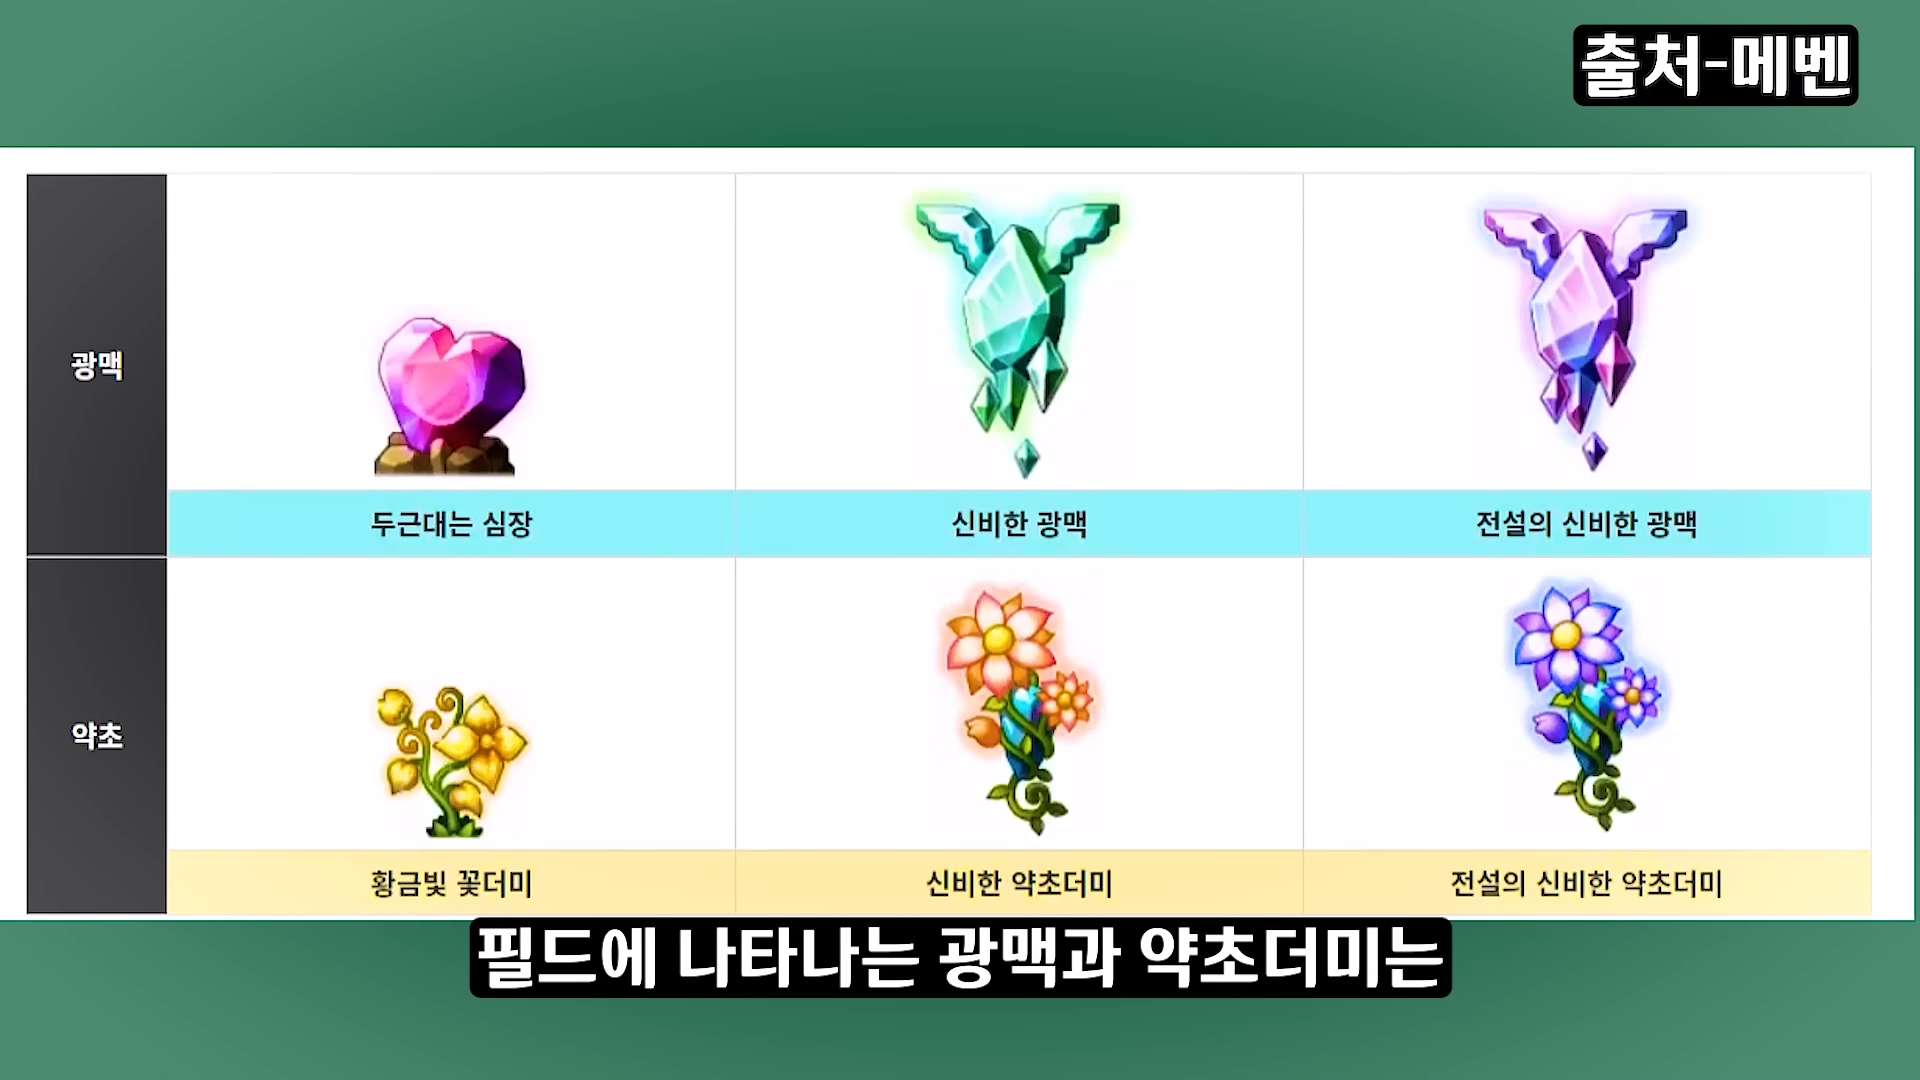 출처-메벤
광맥
두근대는 심장
신비한 광맥
전설의 신비한 광맥
약초
황금빛 꽃더미
신비한 약초더미
전설의 신비한 약초더미
필드에 나타나는 광맥과 약초더미는